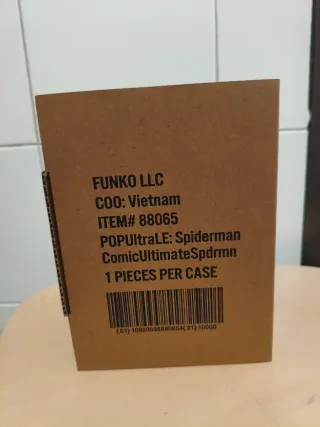 FUNKO LLC
COO: Vietnam
ITEM# 88065
POPUltraLE: Spiderman
ComicUltimateSpdrmn
1 PIECES PER CASE